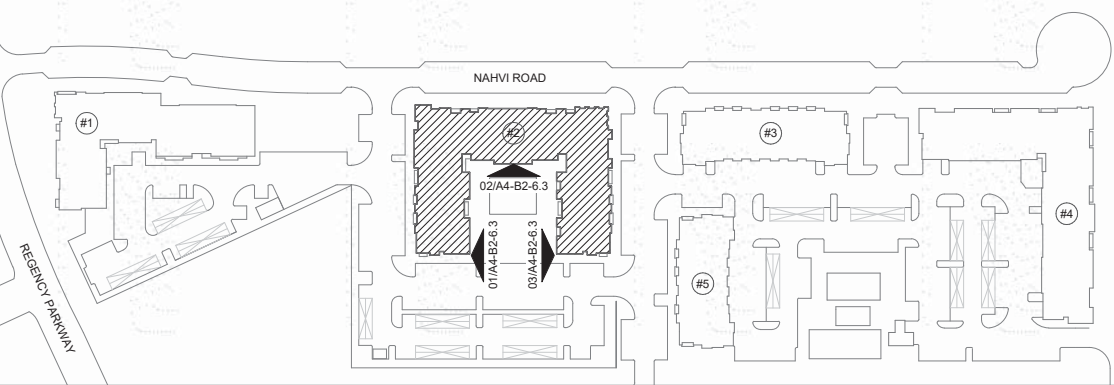 NAHVI ROAD
#1
#2
#3
02/A4-B2-6.3
#4
01/A4-B2-6.3
03/A4-B2-6.3
#5
REGENCY PARKWAY